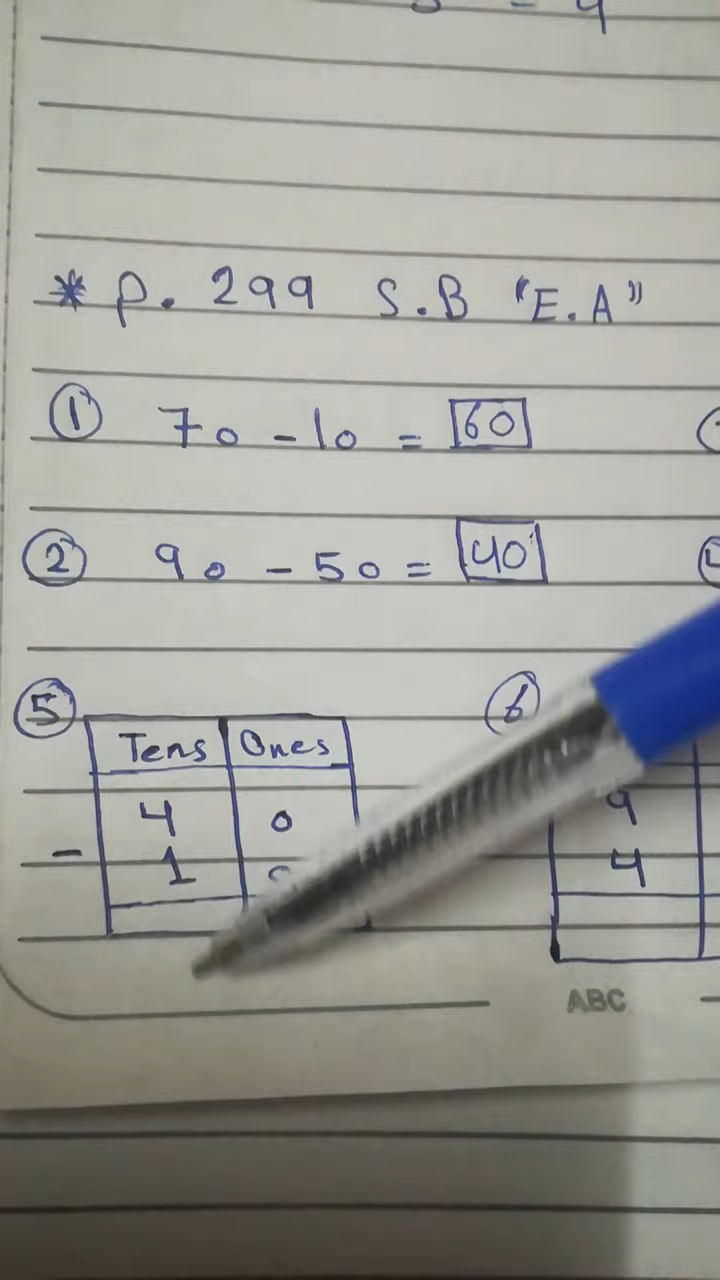 = 4
* P. 299 S.B "E.A"
① 70 - 10 = 60
② 90 - 50 = 40
⑤ ⑥
Tens Ones
4 0 9
- 1 4
ABC